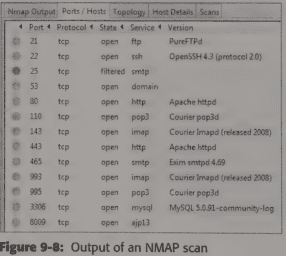 Nmap Output Ports / Hosts Topology Host Details Scans
Port Protocol State Service Version
21 tcp open ftp PureFTPd
22 tcp open ssh OpenSSH 4.3 (protocol 2.0)
25 tcp filtered smtp
53 tcp open domain
80 tcp open http Apache httpd
110 tcp open pop3 Courier pop3d
143 tcp open imap Courier Imapd (released 2008)
443 tcp open http Apache httpd
465 tcp open smtp Exim smtpd 4.69
993 tcp open imap Courier Imapd (released 2008)
995 tcp open pop3 Courier pop3d
3306 tcp open mysql MySQL 5.0.91-community-log
8009 tcp open ajp13
Figure 9-8: Output of an NMAP scan